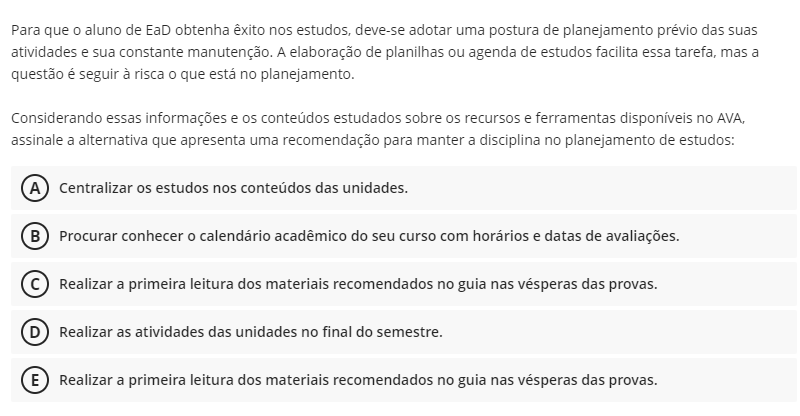 Para que o aluno de EaD obtenha êxito nos estudos, deve-se adotar uma postura de planejamento prévio das suas
atividades e sua constante manutenção. A elaboração de planilhas ou agenda de estudos facilita essa tarefa, mas a
questão é seguir à risca o que está no planejamento.
Considerando essas informações e os conteúdos estudados sobre os recursos e ferramentas disponíveis no AVA,
assinale a alternativa que apresenta uma recomendação para manter a disciplina no planejamento de estudos:
A Centralizar os estudos nos conteúdos das unidades.
B Procurar conhecer o calendário acadêmico do seu curso com horários e datas de avaliações.
C Realizar a primeira leitura dos materiais recomendados no guia nas vésperas das provas.
D Realizar as atividades das unidades no final do semestre.
E Realizar a primeira leitura dos materiais recomendados no guia nas vésperas das provas.